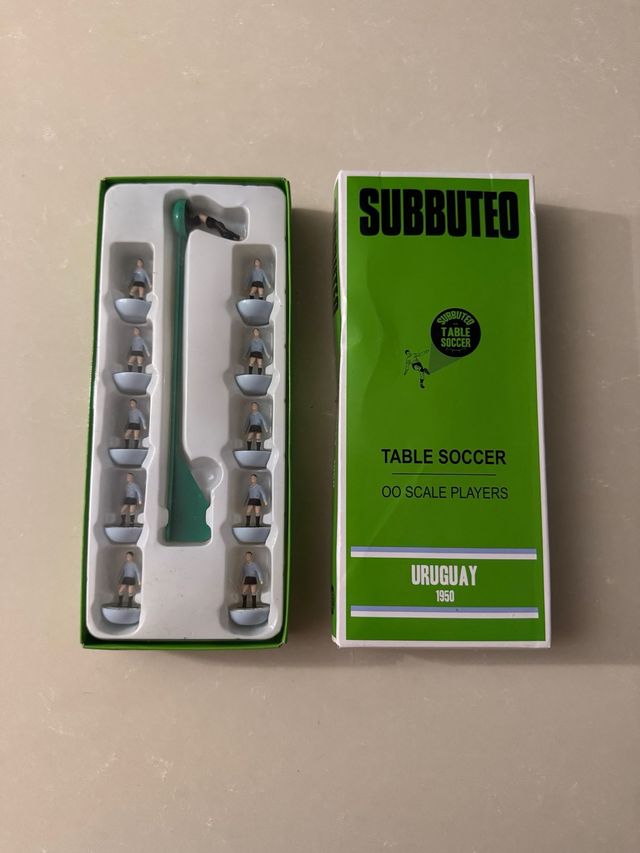 SUBBUTEO
SUBBUTEO
TABLE
SOCCER
TABLE SOCCER
OO SCALE PLAYERS
URUGUAY
1950